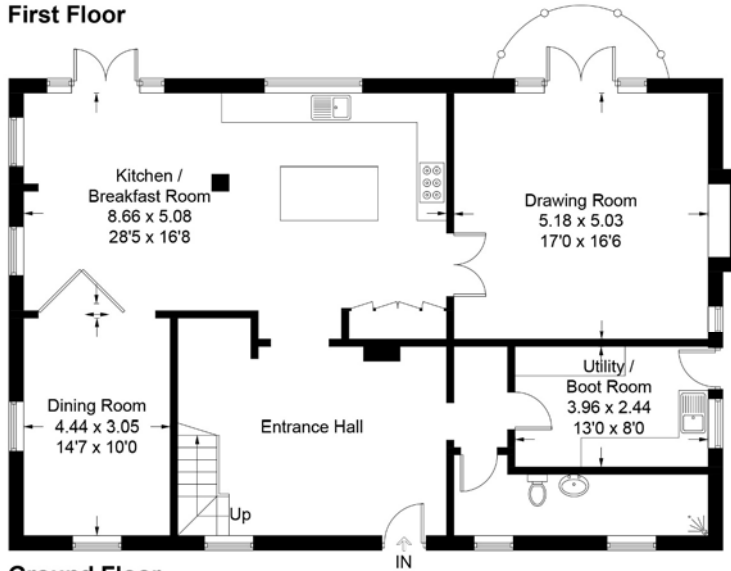 First Floor
Kitchen /
Breakfast Room
8.66 x 5.08
28'5 x 16'8
Drawing Room
5.18 x 5.03
17'0 x 16'6
Dining Room
4.44 x 3.05
14'7 x 10'0
Entrance Hall
Utility /
Boot Room
3.96 x 2.44
13'0 x 8'0
Up
IN
Ground Floor